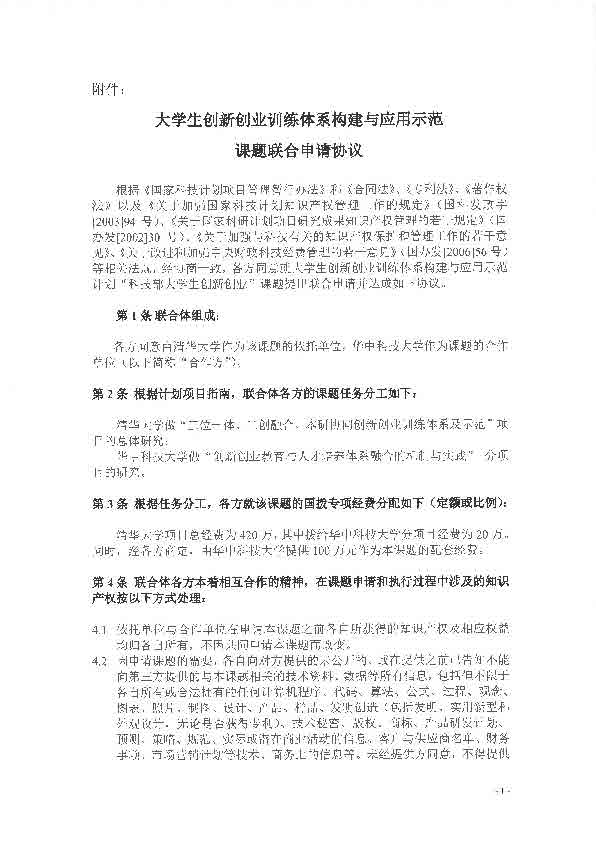 附件：
大学生创新创业训练体系构建与应用示范
课题联合申请协议
根据《国家科技计划项目管理暂行办法》和《合同法》、《专利法》、《著作权
法》以及《关于加强国家科技计划知识产权管理工作的规定》（国科发政字
[2003]94 号）、《关于国家科研计划项目研究成果知识产权管理的若干规定》（国
办发[2002]30 号）、《关于加强与科技有关的知识产权保护和管理工作的若干意
见》、《关于改进和加强中央财政科技经费管理的若干意见》（国办发[2006]56 号）
等相关法规，经协商一致，各方同意就大学生创新创业训练体系构建与应用示范
计划“科技部大学生创新创业”课题提出联合申请并达成如下协议。
第 1 条 联合体组成：
各方同意由清华大学作为该课题的依托单位，华中科技大学作为课题的合作
单位（以下简称“合作方”）。
第 2 条 根据计划项目指南，联合体各方的课题任务分工如下：
清华大学做“三位一体、三创融合、本研协同创新创业训练体系及示范”项
目的总体研究；
华中科技大学做“创新创业教育与人才培养体系融合的机制与实践” 分项
目的研究。
第 3 条 根据任务分工，各方就该课题的国拨专项经费分配如下（定额或比例）：
清华大学项目总经费为 420 万，其中拨给华中科技大学分项目经费为 20 万。
同时，经各方商定，由华中科技大学提供 100 万元作为本课题的配套经费。
第 4 条 联合体各方本着相互合作的精神，在课题申请和执行过程中涉及的知识
产权按以下方式处理：
4.1 依托单位与合作单位在申请本课题之前各自所获得的知识产权及相应权益
均归各自所有，不因共同申请本课题而改变。
4.2 因申请课题的需要，各自向对方提供的未公开的、或在提供之前已告知不能
向第三方提供的与本课题相关的技术资料、数据等所有信息，包括但不限于
各自所有或合法拥有的任何计算机程序、代码、算法、公式、过程、观念、
图表、照片、制图、设计、产品、样品、发明创造（包括发明、实用新型和
外观设计，无论是否获得专利）、技术秘密、版权、商标、产品研发计划、
预测、策略、规范、实际或潜在商业活动的信息、客户与供应商名单、财务
事项、市场营销计划等技术、商务上的信息等。未经提供方同意，不得提供
- 1 -